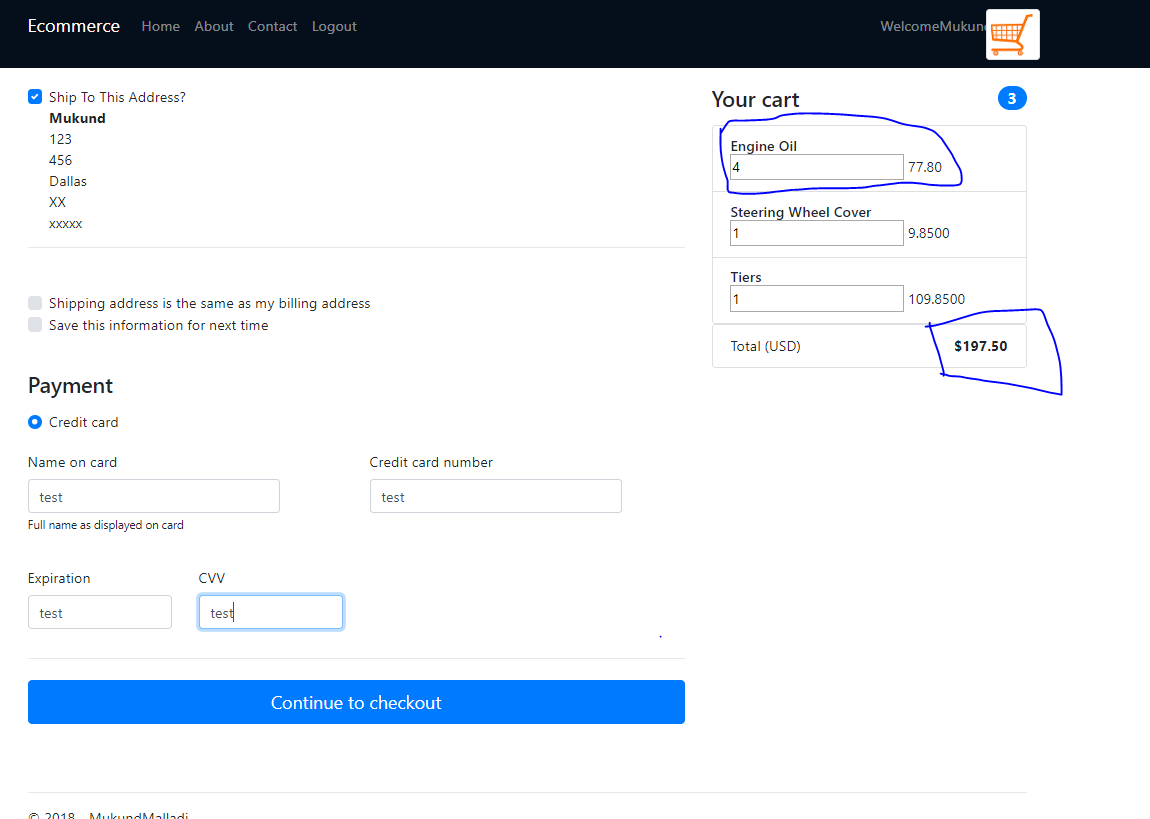 Ecommerce Home About Contact Logout WelcomeMukund
Ship To This Address?
Mukund
123
456
Dallas
XX
xxxxx
Shipping address is the same as my billing address
Save this information for next time
Payment
Credit card
Name on card Credit card number
test test
Full name as displayed on card
Expiration CVV
test test
Continue to checkout
Your cart 3
Engine Oil
4 77.80
Steering Wheel Cover
1 9.8500
Tiers
1 109.8500
Total (USD) $197.50
© 2018 - MukundMalladi